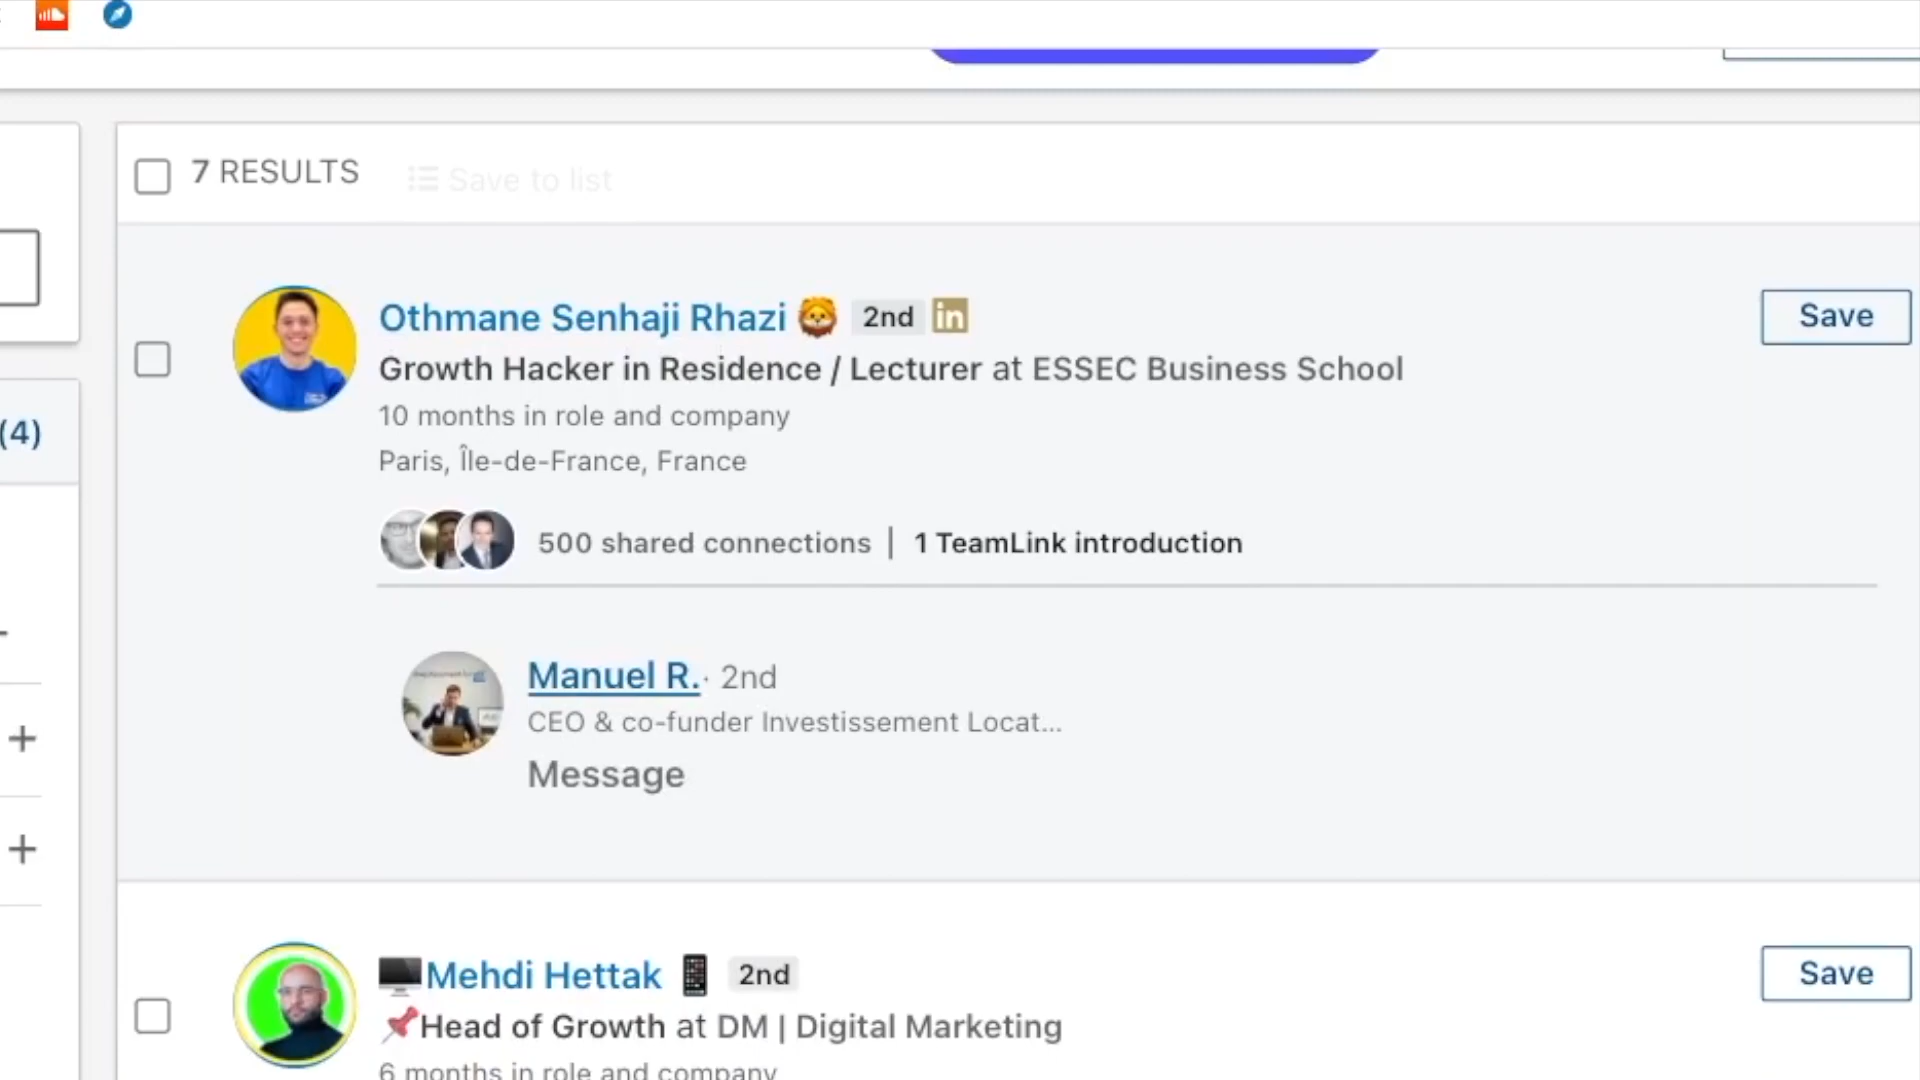 7 RESULTS
Save to list
Othmane Senhaji Rhazi 🦁 2nd in
Save
Growth Hacker in Residence / Lecturer at ESSEC Business School
10 months in role and company
Paris, Île-de-France, France
(4)
500 shared connections | 1 TeamLink introduction
Manuel R. · 2nd
CEO & co-funder Investissement Locat...
Message
🖥️Mehdi Hettak 📱 2nd
Save
📌Head of Growth at DM | Digital Marketing
6 months in role and company